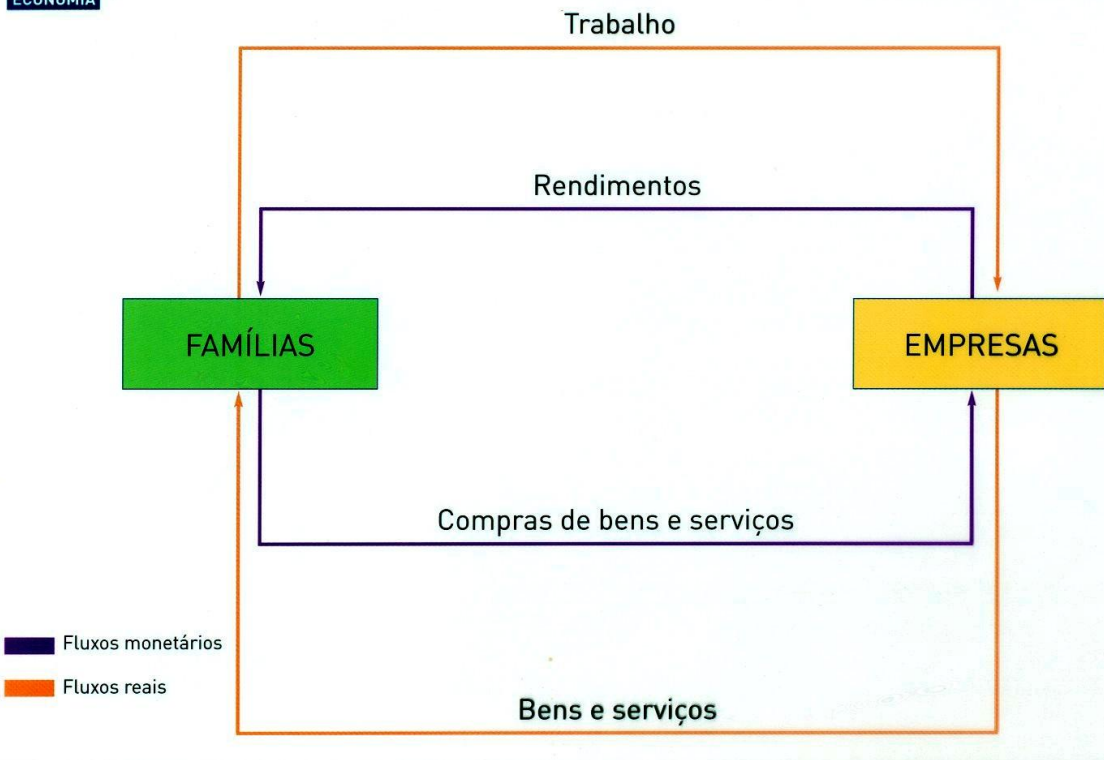 ECONOMIA
Trabalho
Rendimentos
FAMÍLIAS
EMPRESAS
Compras de bens e serviços
Fluxos monetários
Fluxos reais
Bens e serviços